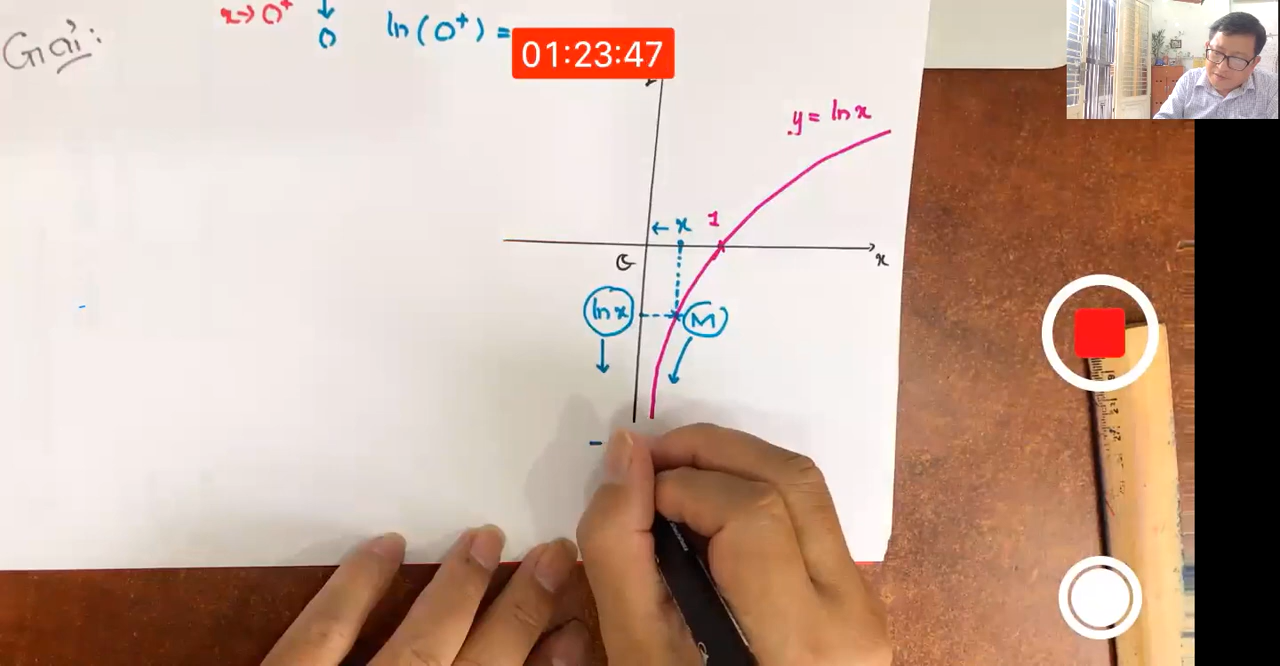 x→0⁺ ↓
0
ln(0⁺) =
Giải:
01:23:47
y = ln x
← x 1
O x
ln x M
↓ ↓
-